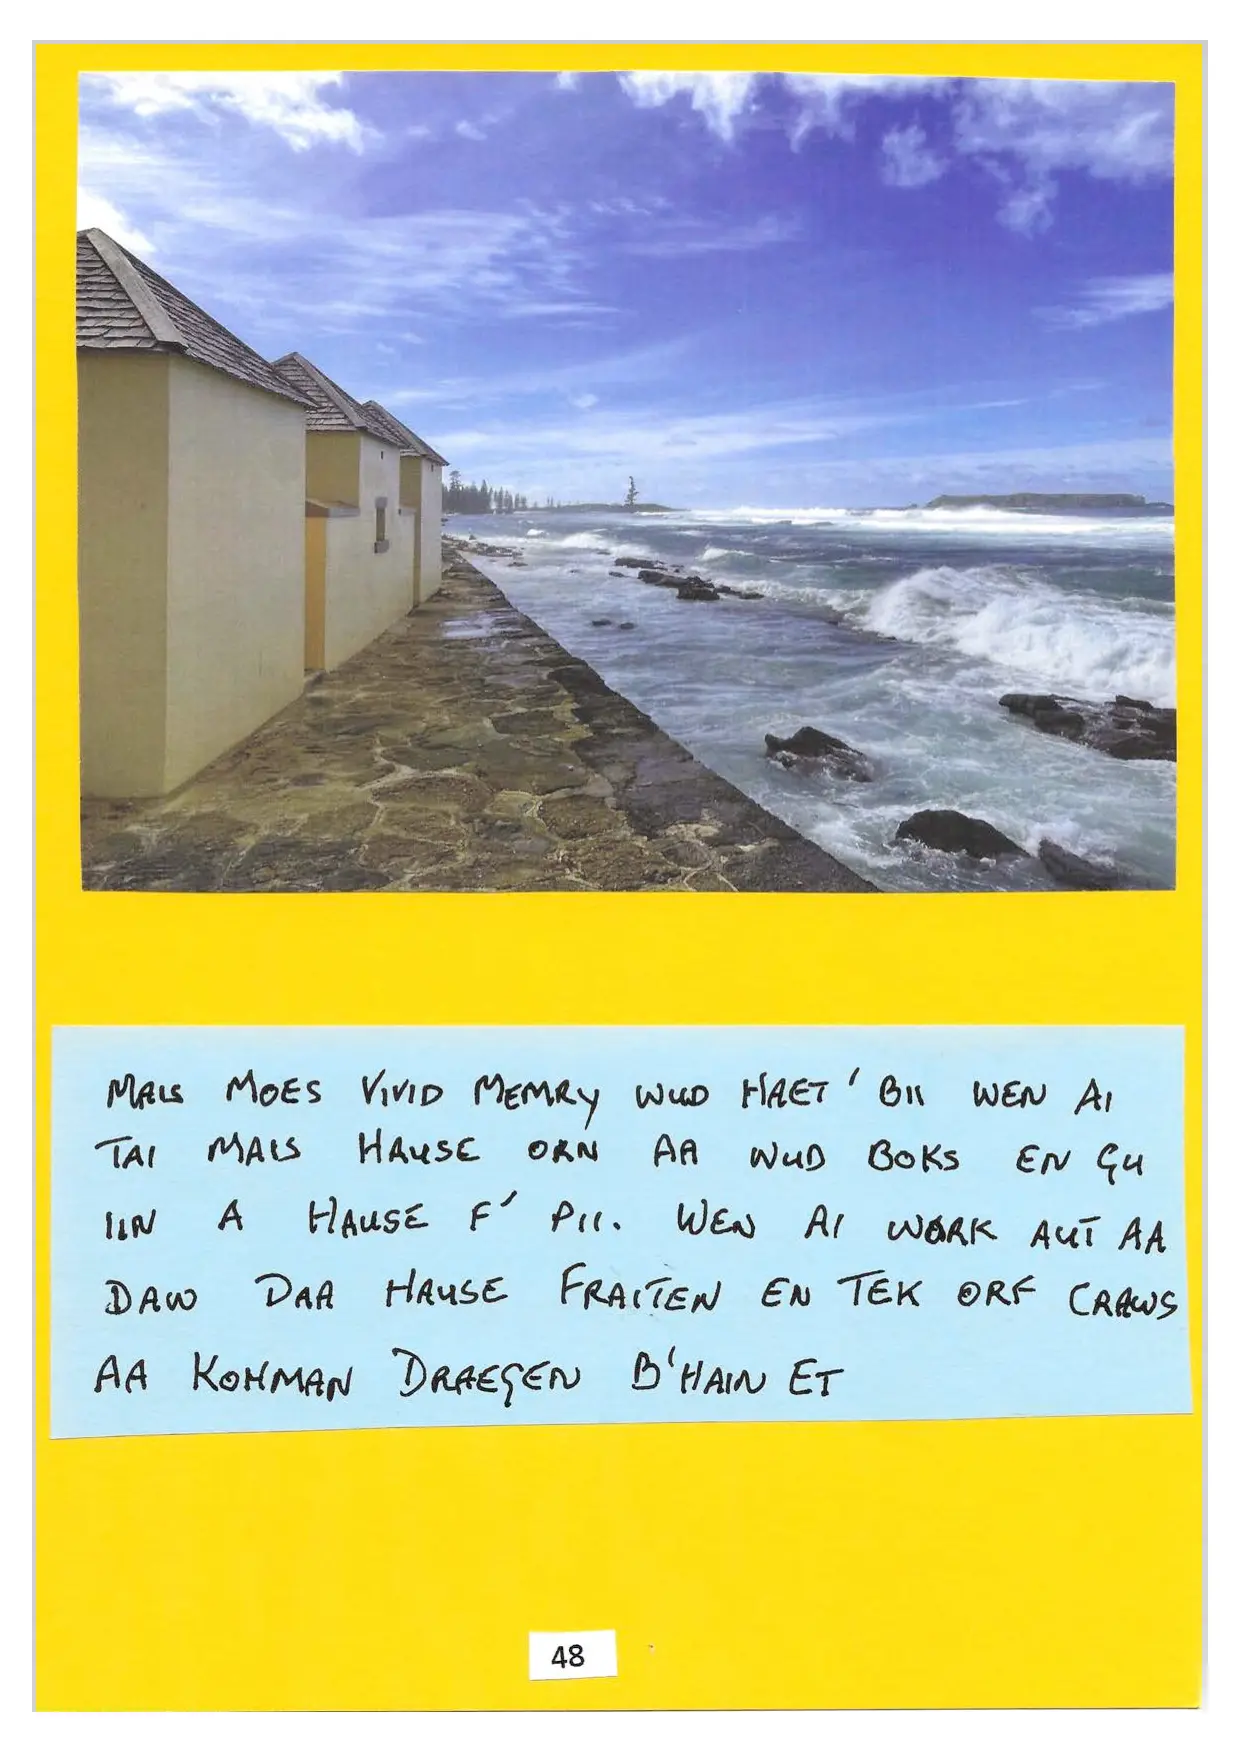 MAIS MOES VIVID MEMRY WUD HAET ' BII WEN AI
TAI MAIS HAUSE ORN AA WUD BOKS EN GU
IIN A HAUSE F' PII. WEN AI WORK AUT AA
DAW DAA HAUSE FRAITEN EN TEK ORF CRAWS
AA KOHMAN DRAEGEN B'HAIN ET
48